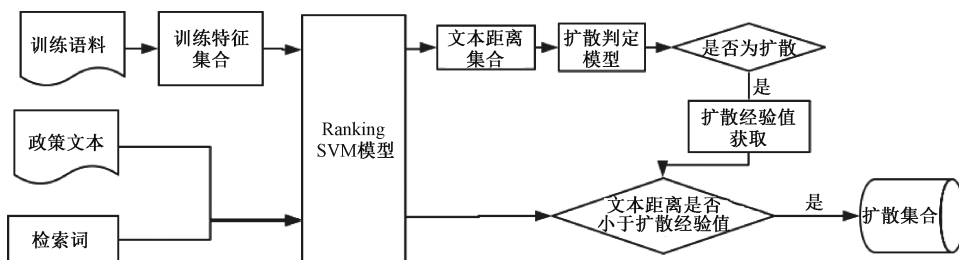 训练语料
训练特征
集合
Ranking
SVM模型
文本距离
集合
扩散判定
模型
是否为扩散
是
扩散经验值
获取
政策文本
检索词
文本距离是否
小于扩散经验值
是
扩散集合